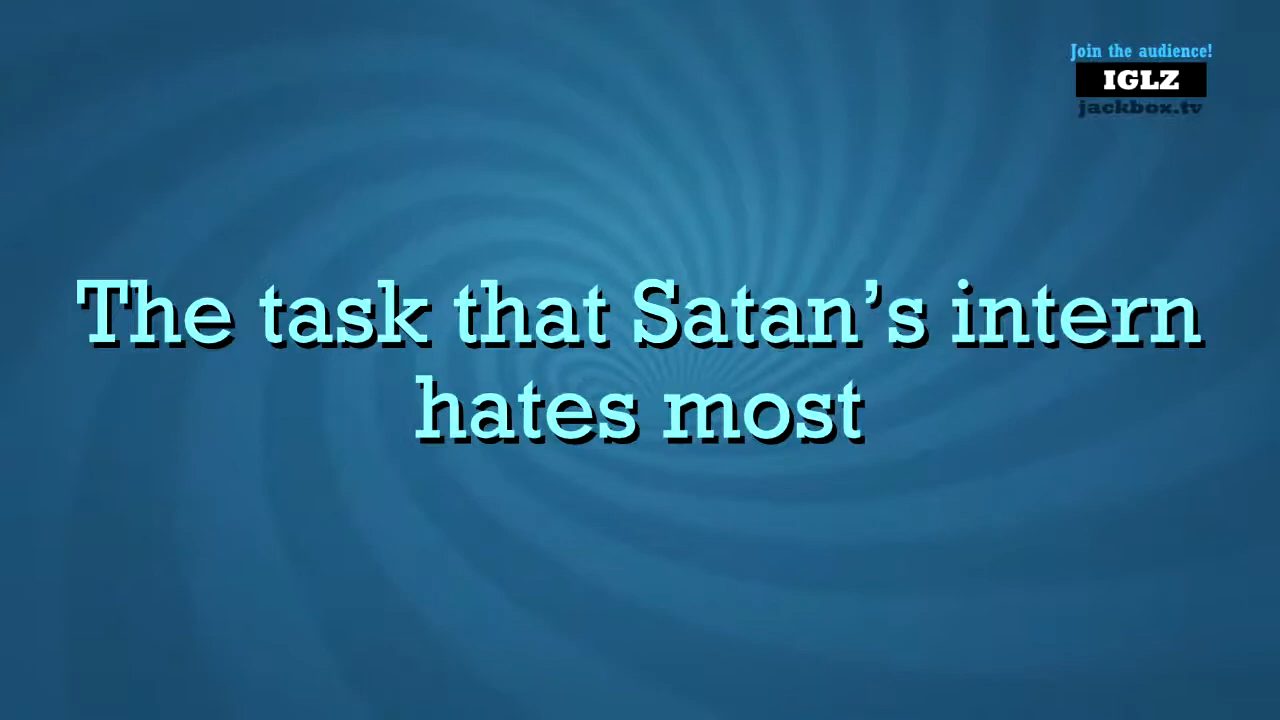 Join the audience!
IGLZ
jackbox.tv
The task that Satan’s intern
hates most